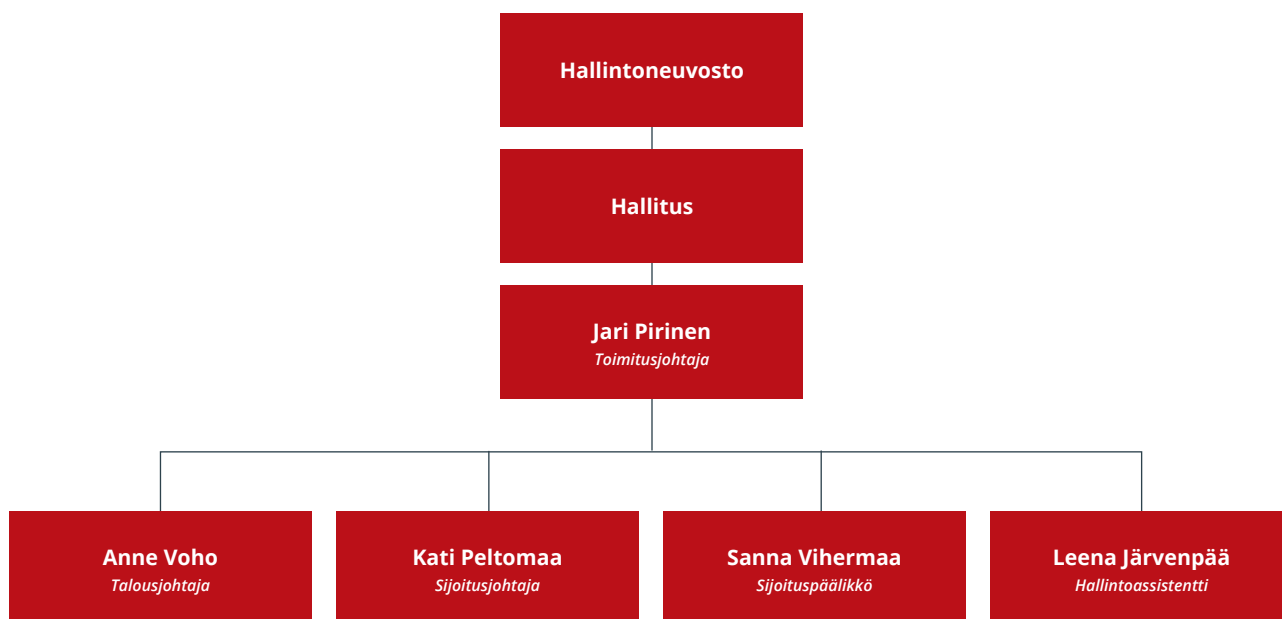 Hallintoneuvosto
Hallitus
Jari Pirinen
Toimitusjohtaja
Anne Voho
Talousjohtaja
Kati Peltomaa
Sijoitusjohtaja
Sanna Vihermaa
Sijoituspäälikkö
Leena Järvenpää
Hallintoassistentti